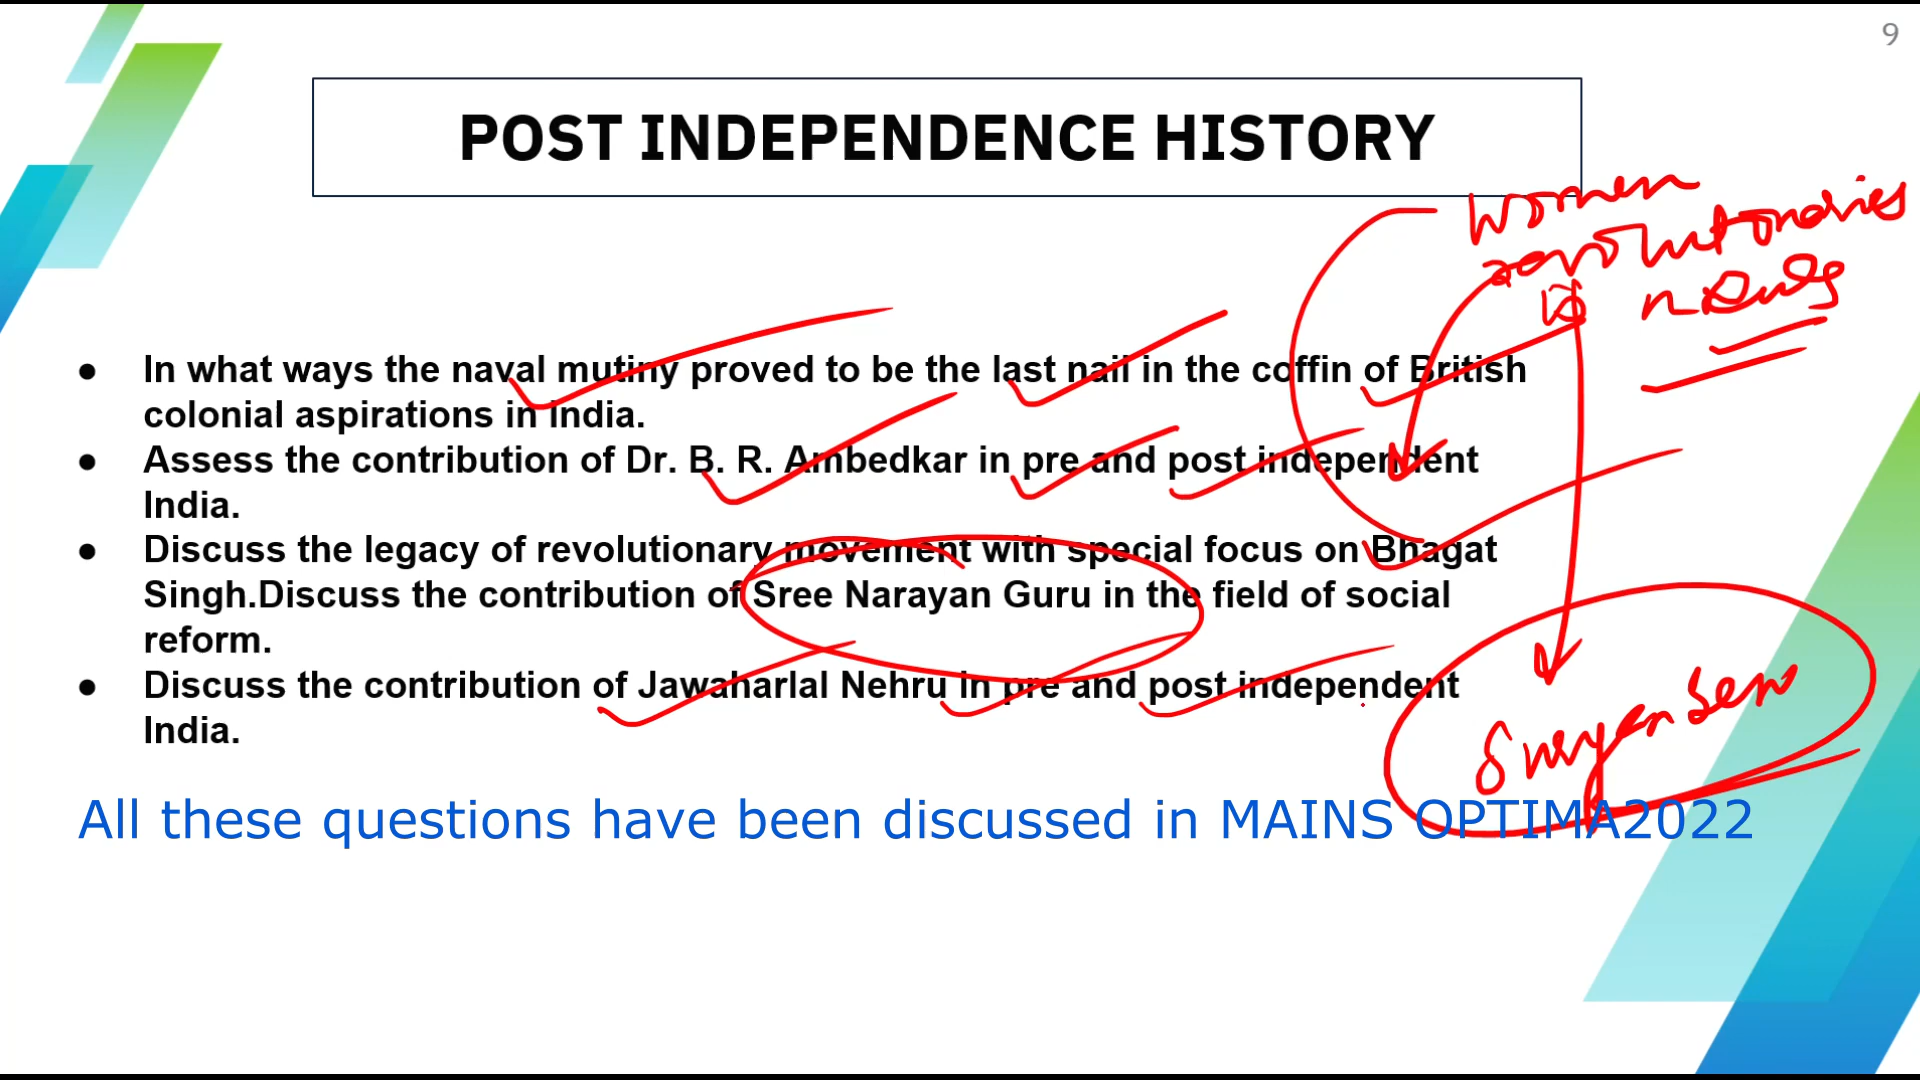 9
POST INDEPENDENCE HISTORY
women
revolutionaries
● In what ways the naval mutiny proved to be the last nail in the coffin of British
colonial aspirations in India.
● Assess the contribution of Dr. B. R. Ambedkar in pre and post independent
India.
● Discuss the legacy of revolutionary movement with special focus on Bhagat
Singh.Discuss the contribution of Sree Narayan Guru in the field of social
reform.
● Discuss the contribution of Jawaharlal Nehru in pre and post independent
India.
Sen
All these questions have been discussed in MAINS OPTIMA2022